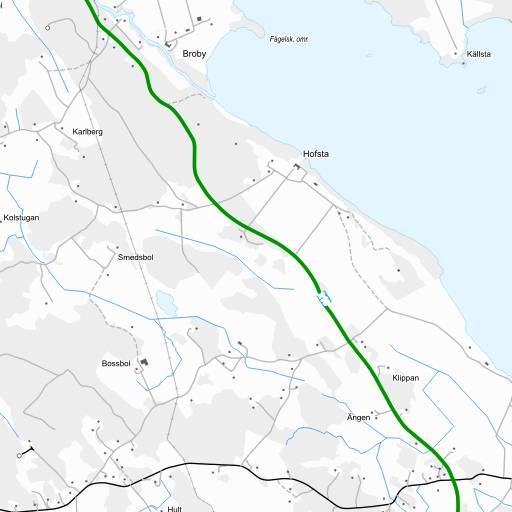 Fågelsk. omr.
Broby
Källsta
Karlberg
Hofsta
Kolstugan
Smedsbol
Bossbol
Klippan
Ängen
Hult